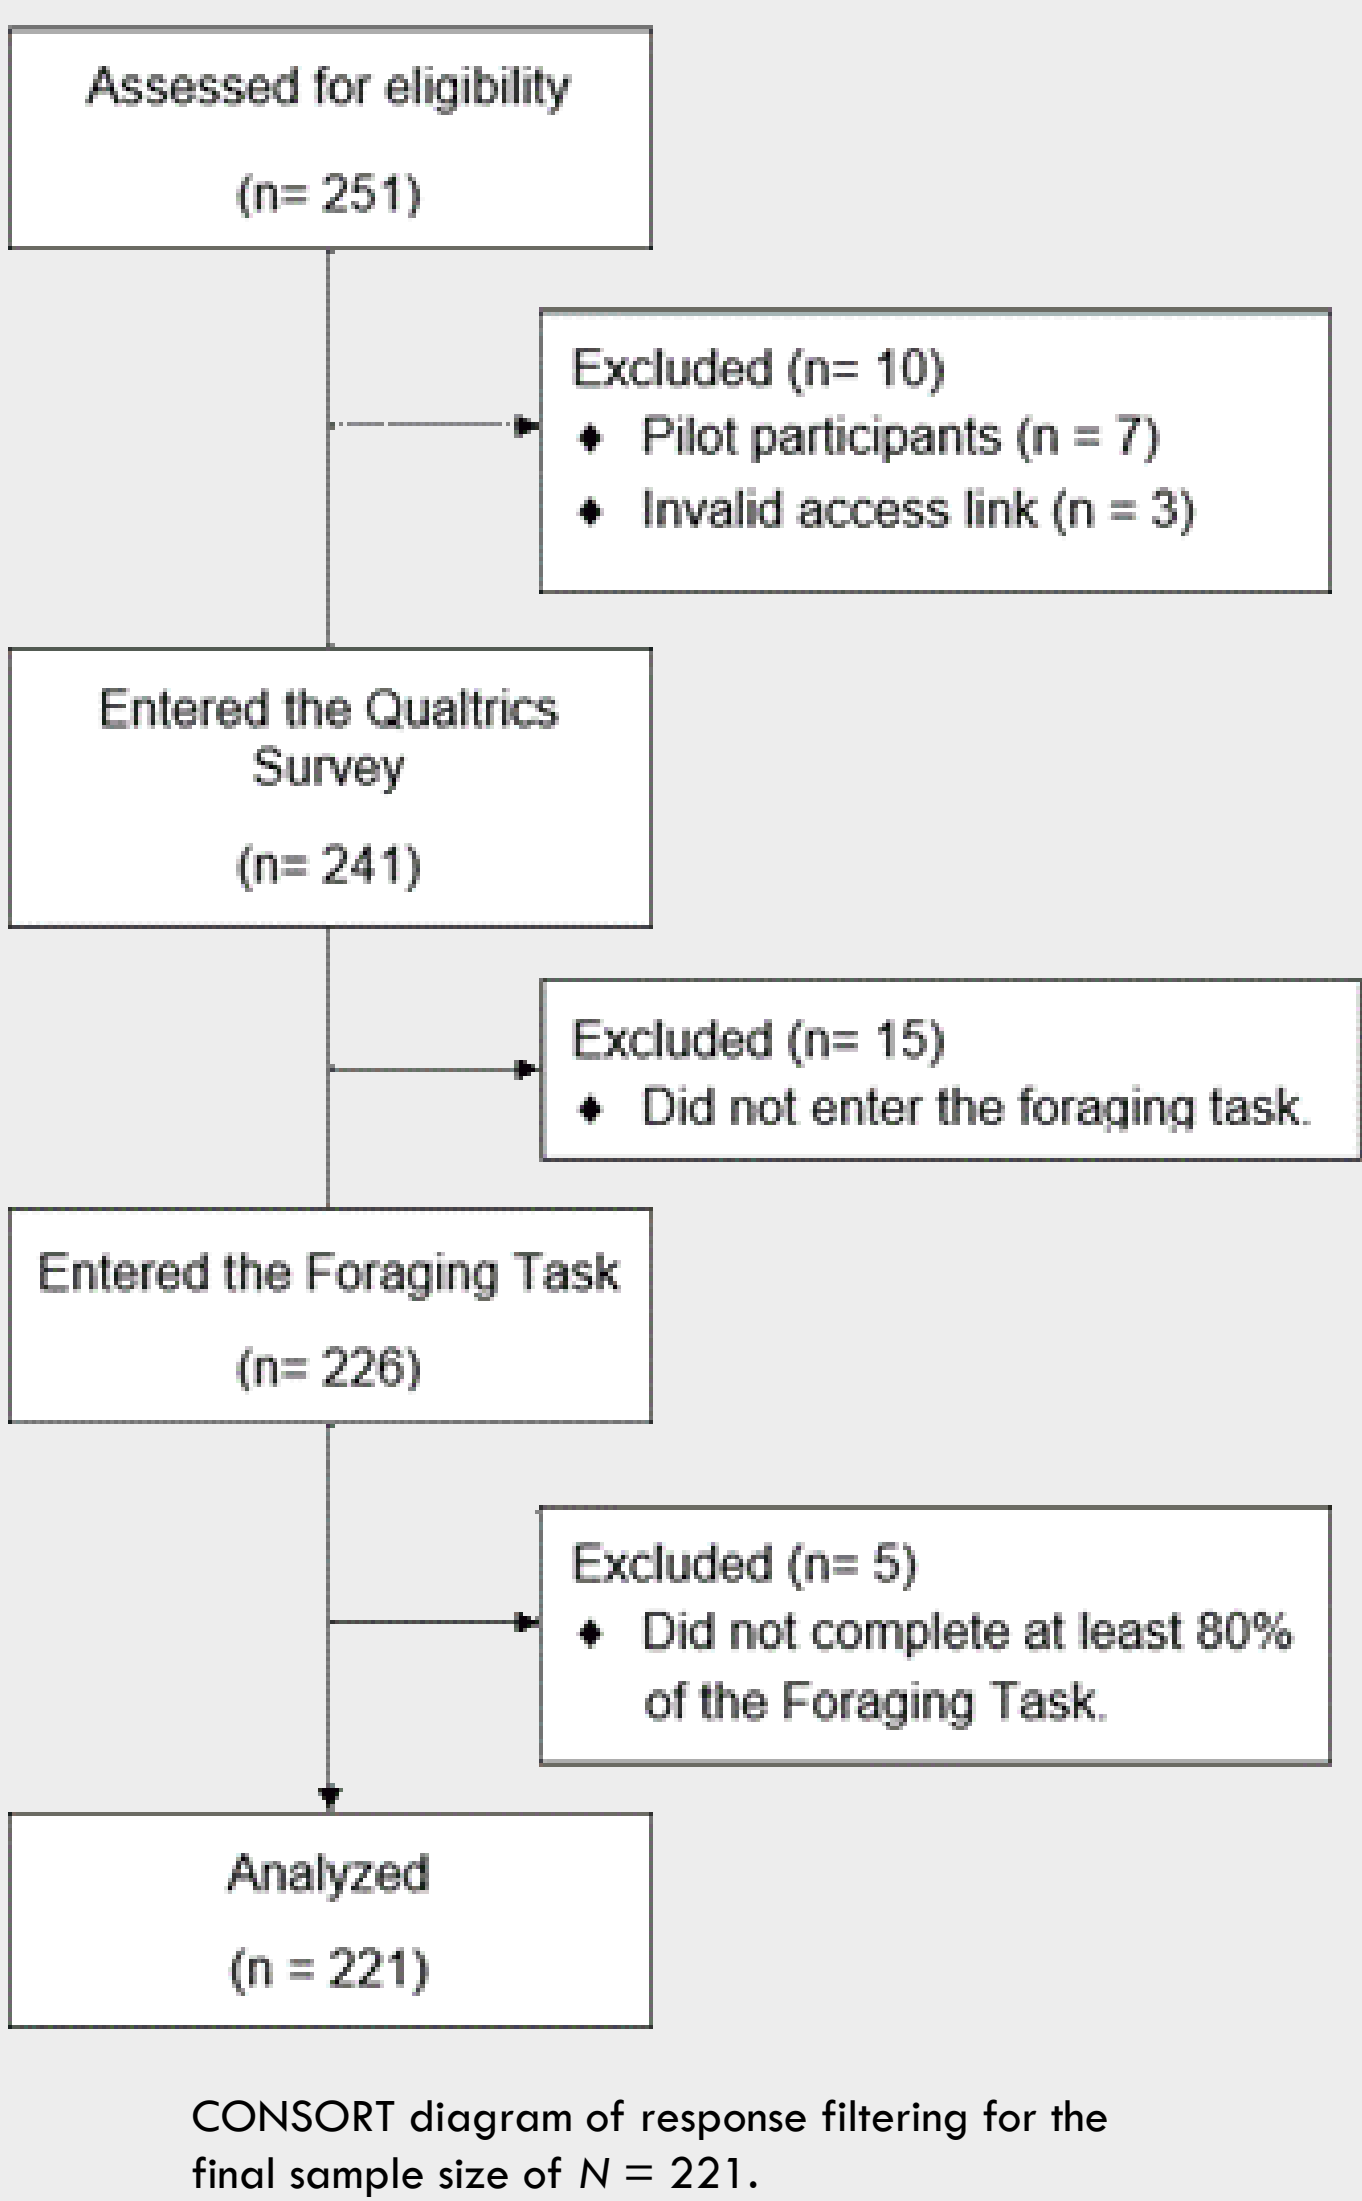 Assessed for eligibility
(n= 251)
Excluded (n= 10)
♦ Pilot participants (n = 7)
♦ Invalid access link (n = 3)
Entered the Qualtrics
Survey
(n= 241)
Excluded (n= 15)
♦ Did not enter the foraging task.
Entered the Foraging Task
(n= 226)
Excluded (n= 5)
♦ Did not complete at least 80%
of the Foraging Task.
Analyzed
(n = 221)
CONSORT diagram of response filtering for the
final sample size of N = 221.